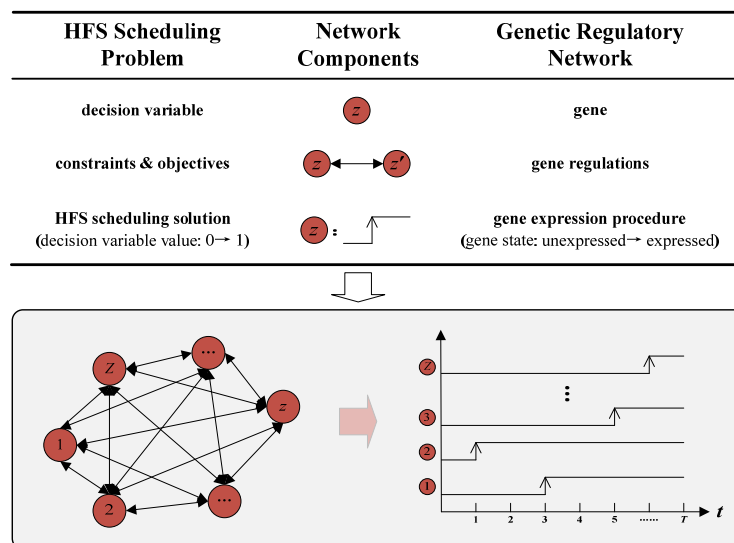 HFS Scheduling Problem
Network Components
Genetic Regulatory Network
decision variable
z
gene
constraints & objectives
z z'
gene regulations
HFS scheduling solution
(decision variable value: 0→ 1)
z :
gene expression procedure
(gene state: unexpressed→ expressed)
Z
...
z
1
2
...
Z
3
2
1
1 2 3 4 5 ...... T
t